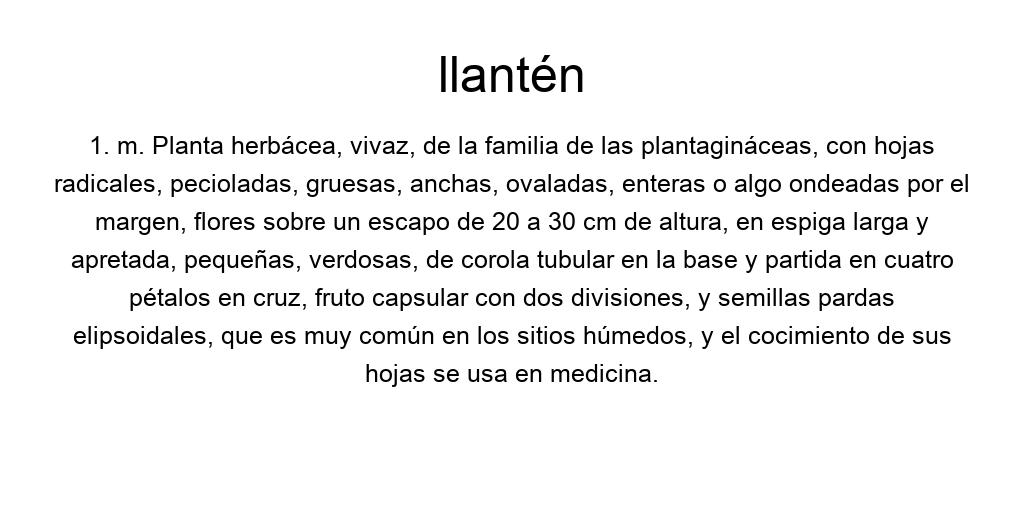 llantén
1. m. Planta herbácea, vivaz, de la familia de las plantagináceas, con hojas
radicales, pecioladas, gruesas, anchas, ovaladas, enteras o algo ondeadas por el
margen, flores sobre un escapo de 20 a 30 cm de altura, en espiga larga y
apretada, pequeñas, verdosas, de corola tubular en la base y partida en cuatro
pétalos en cruz, fruto capsular con dos divisiones, y semillas pardas
elipsoidales, que es muy común en los sitios húmedos, y el cocimiento de sus
hojas se usa en medicina.